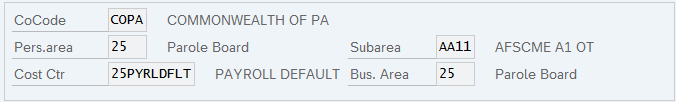 CoCode COPA COMMONWEALTH OF PA
Pers.area 25 Parole Board Subarea AA11 AFSCME A1 OT
Cost Ctr 25PYRLDFLT PAYROLL DEFAULT Bus. Area 25 Parole Board